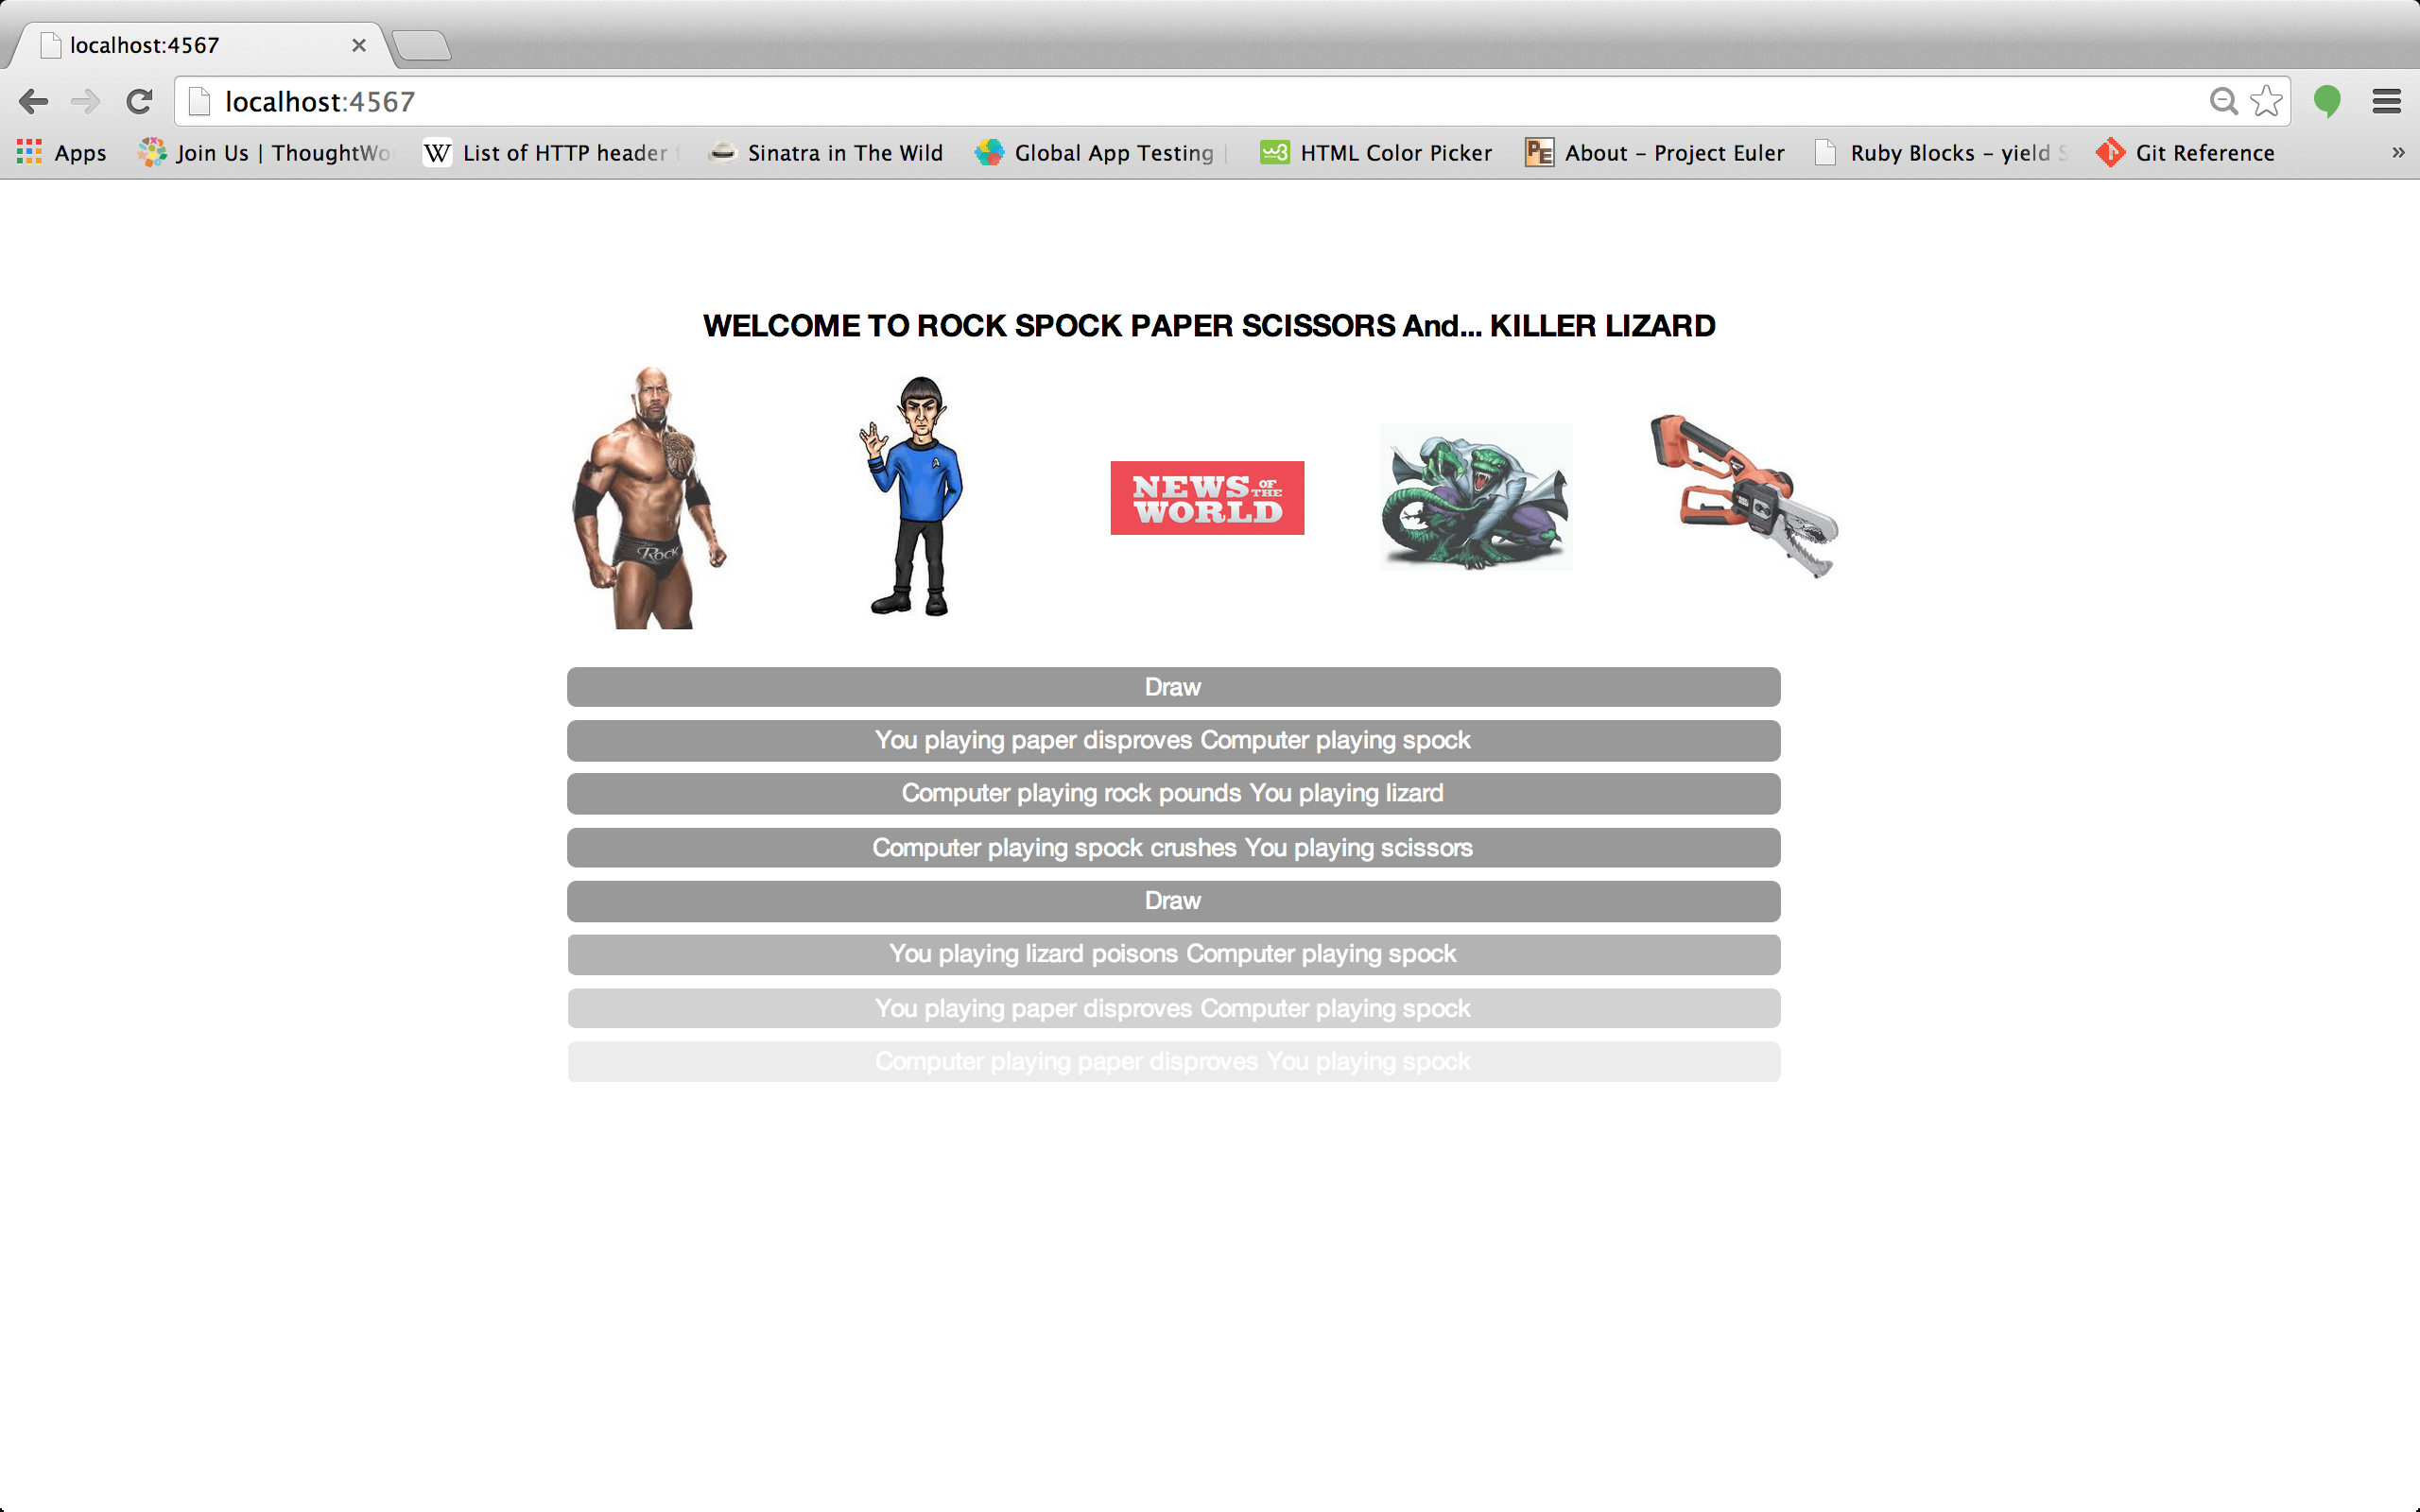 localhost:4567
localhost:4567
Apps
Join Us | ThoughtWo
List of HTTP header
Sinatra in The Wild
Global App Testing |
HTML Color Picker
About – Project Euler
Ruby Blocks – yield S
Git Reference
»
WELCOME TO ROCK SPOCK PAPER SCISSORS And... KILLER LIZARD
Rock
NEWS OF THE
WORLD
Draw
You playing paper disproves Computer playing spock
Computer playing rock pounds You playing lizard
Computer playing spock crushes You playing scissors
Draw
You playing lizard poisons Computer playing spock
You playing paper disproves Computer playing spock
Computer playing paper disproves You playing spock